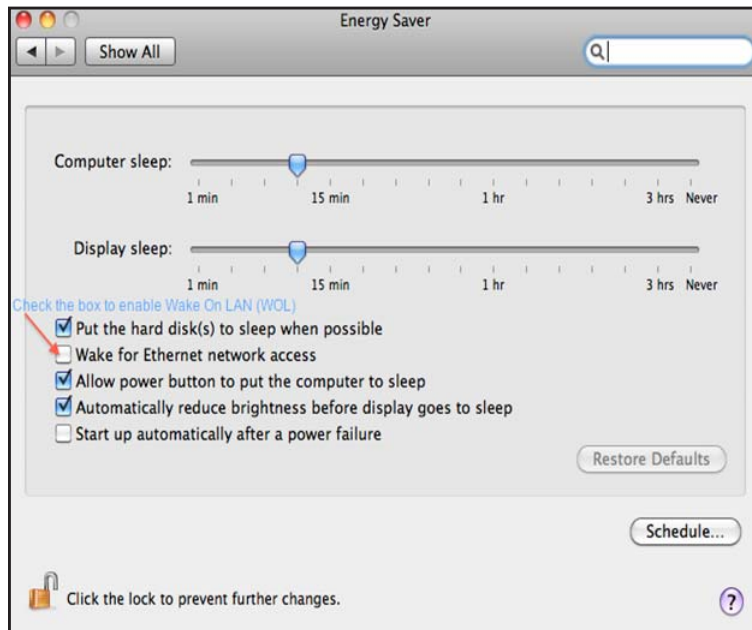 Energy Saver
Show All
Computer sleep:
1 min 15 min 1 hr 3 hrs Never
Display sleep:
1 min 15 min 1 hr 3 hrs Never
Check the box to enable Wake On LAN (WOL)
Put the hard disk(s) to sleep when possible
Wake for Ethernet network access
Allow power button to put the computer to sleep
Automatically reduce brightness before display goes to sleep
Start up automatically after a power failure
Restore Defaults
Schedule...
Click the lock to prevent further changes.
?